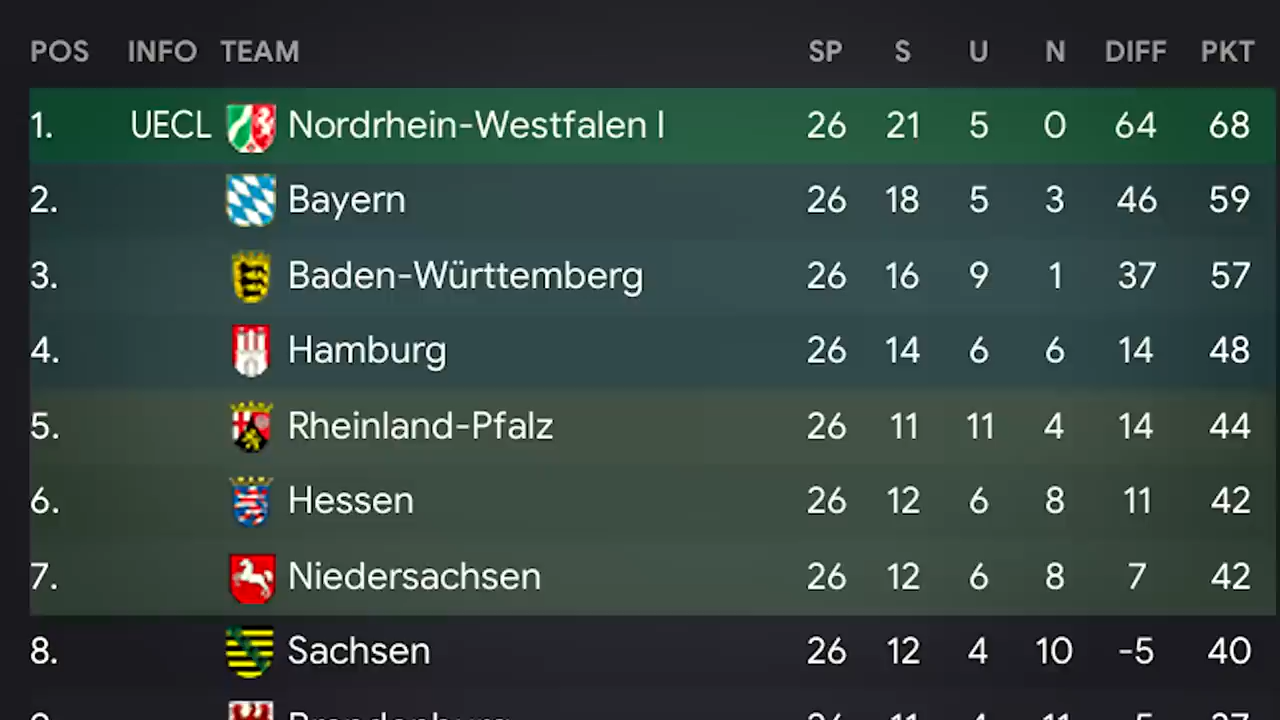 POS INFO TEAM SP S U N DIFF PKT
1. UECL Nordrhein-Westfalen I 26 21 5 0 64 68
2. Bayern 26 18 5 3 46 59
3. Baden-Württemberg 26 16 9 1 37 57
4. Hamburg 26 14 6 6 14 48
5. Rheinland-Pfalz 26 11 11 4 14 44
6. Hessen 26 12 6 8 11 42
7. Niedersachsen 26 12 6 8 7 42
8. Sachsen 26 12 4 10 -5 40